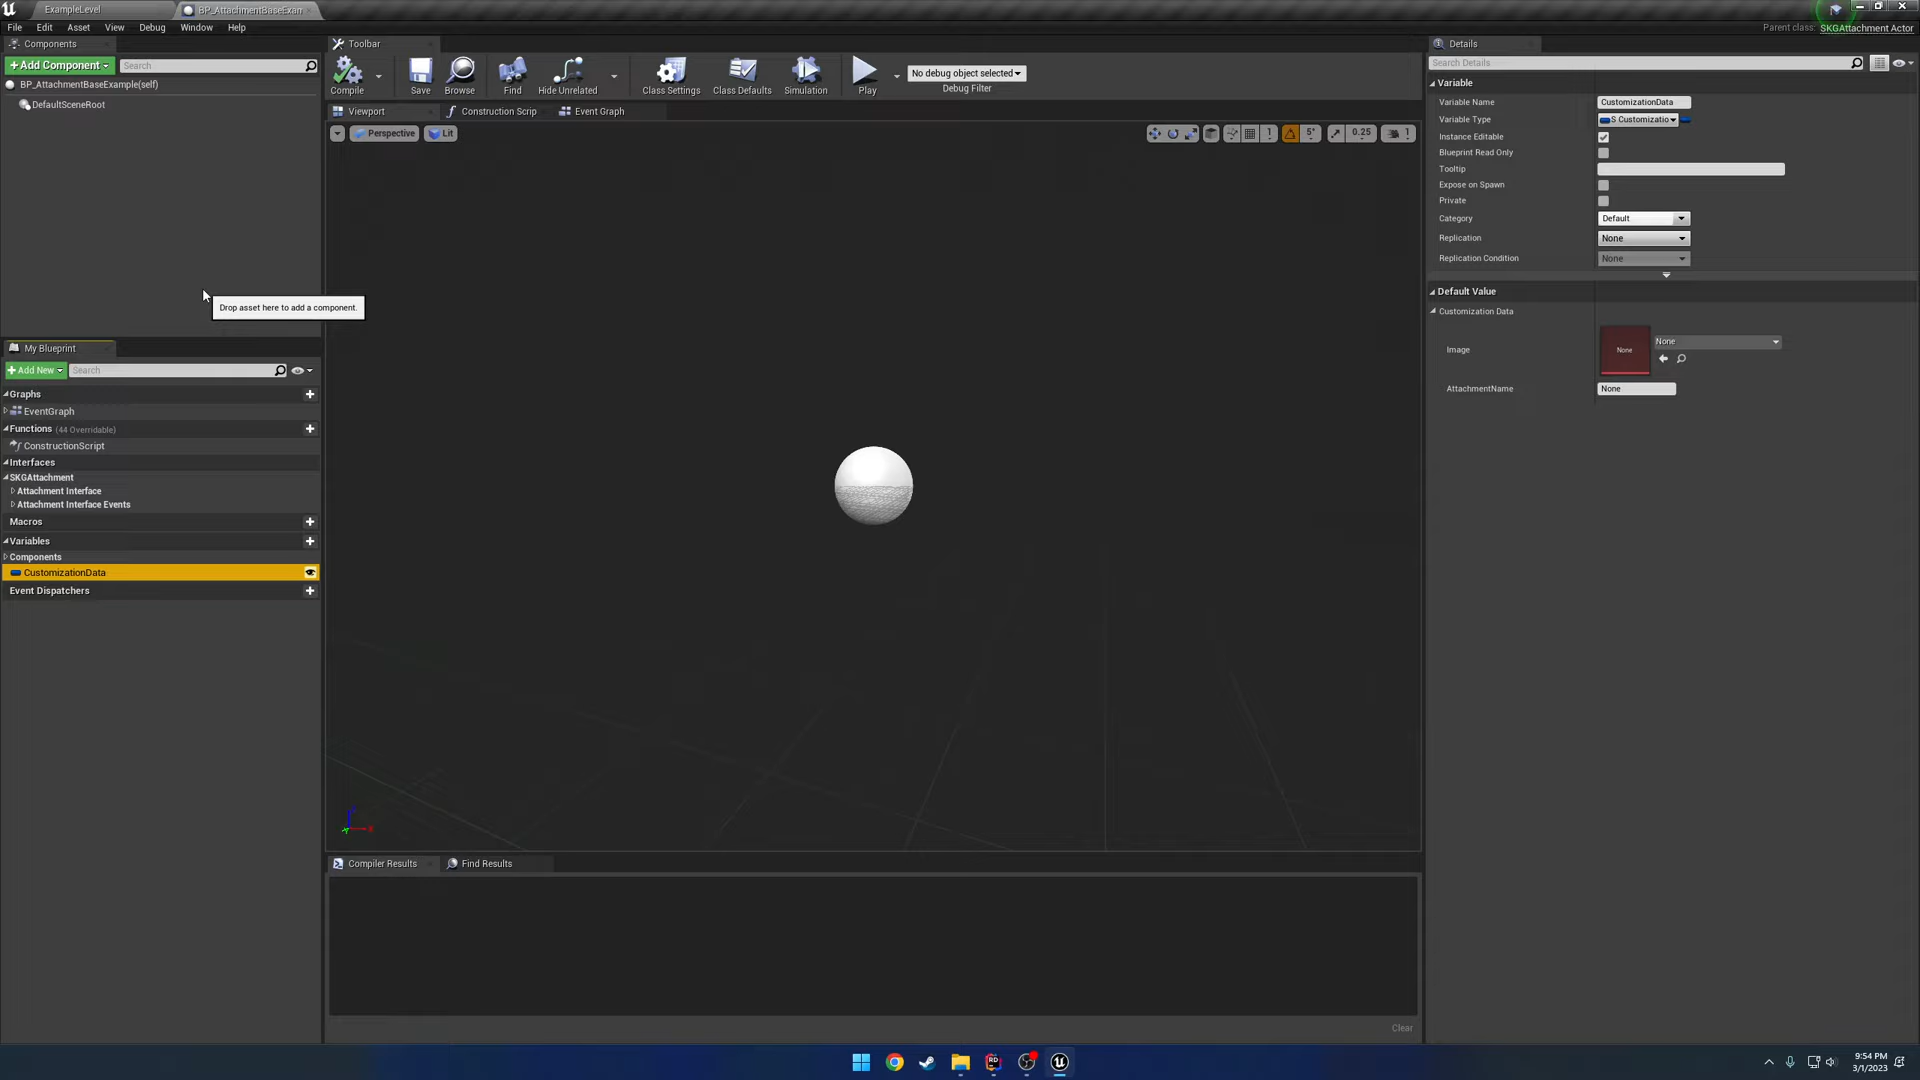 ExampleLevel
BP_AttachmentBaseExam
File Edit Asset View Debug Window Help
Parent class: SKGAttachment Actor
Components
+Add Component
Search
BP_AttachmentBaseExample(self)
DefaultSceneRoot
Drop asset here to add a component.
My Blueprint
+Add New
Search
Graphs
EventGraph
Functions (44 Overridable)
ConstructionScript
Interfaces
SKGAttachment
Attachment Interface
Attachment Interface Events
Macros
Variables
Components
CustomizationData
Event Dispatchers
Toolbar
Compile
Save
Browse
Find
Hide Unrelated
Class Settings
Class Defaults
Simulation
Play
No debug object selected
Debug Filter
Viewport
Construction Scrip
Event Graph
Perspective
Lit
1
5°
0.25
1
Compiler Results
Find Results
Clear
Details
Search Details
Variable
Variable Name CustomizationData
Variable Type S Customizatio
Instance Editable
Blueprint Read Only
Tooltip
Expose on Spawn
Private
Category Default
Replication None
Replication Condition None
Default Value
Customization Data
Image None None
AttachmentName None
9:54 PM
3/1/2023